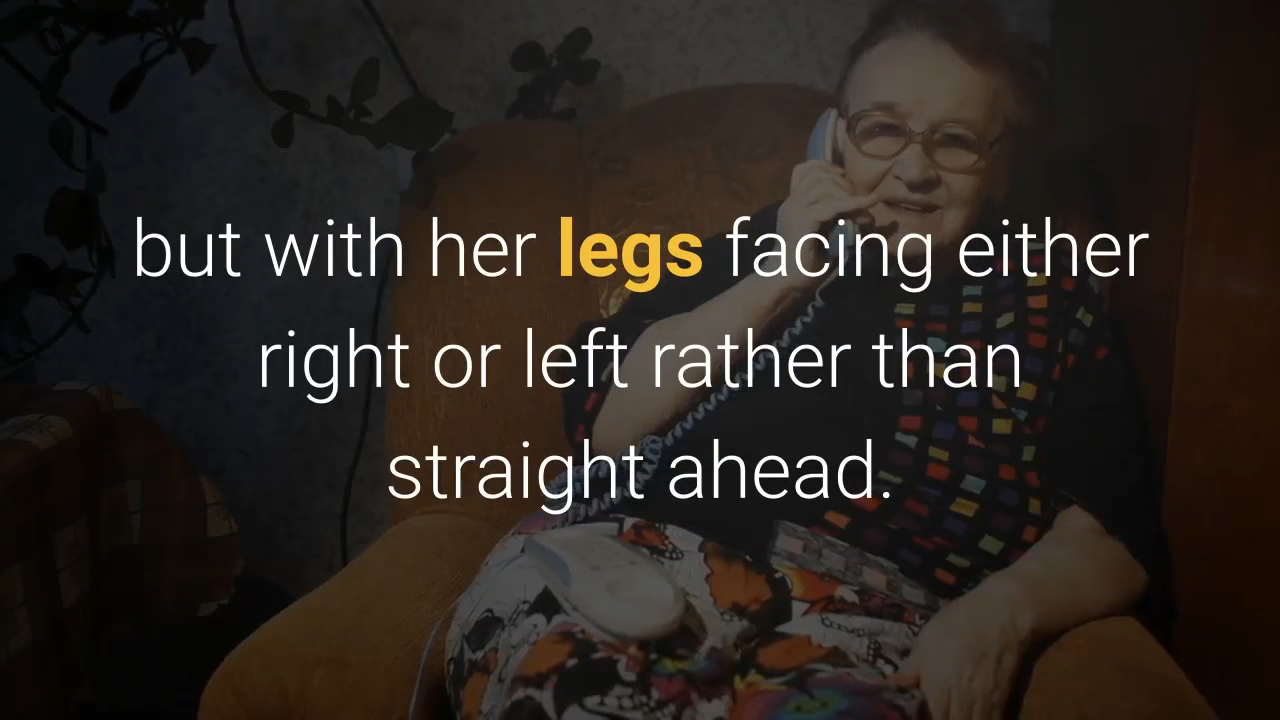 but with her legs facing either
right or left rather than
straight ahead.